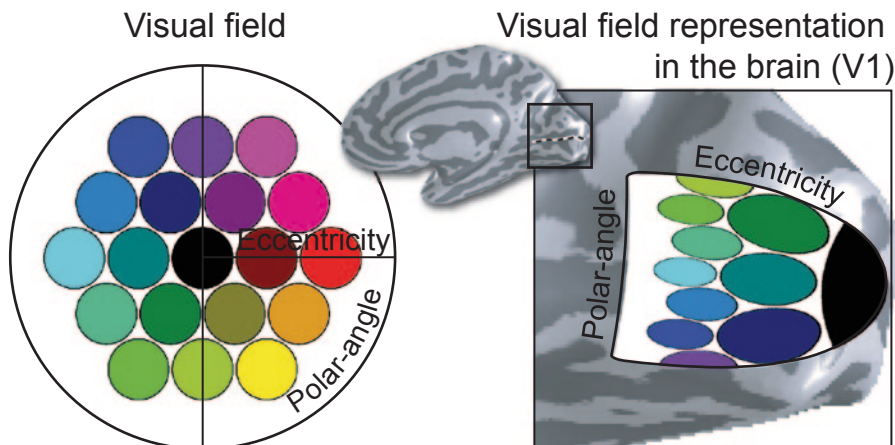 Visual field
Visual field representation
in the brain (V1)
Eccentricity
Polar-angle
Eccentricity
Polar-angle